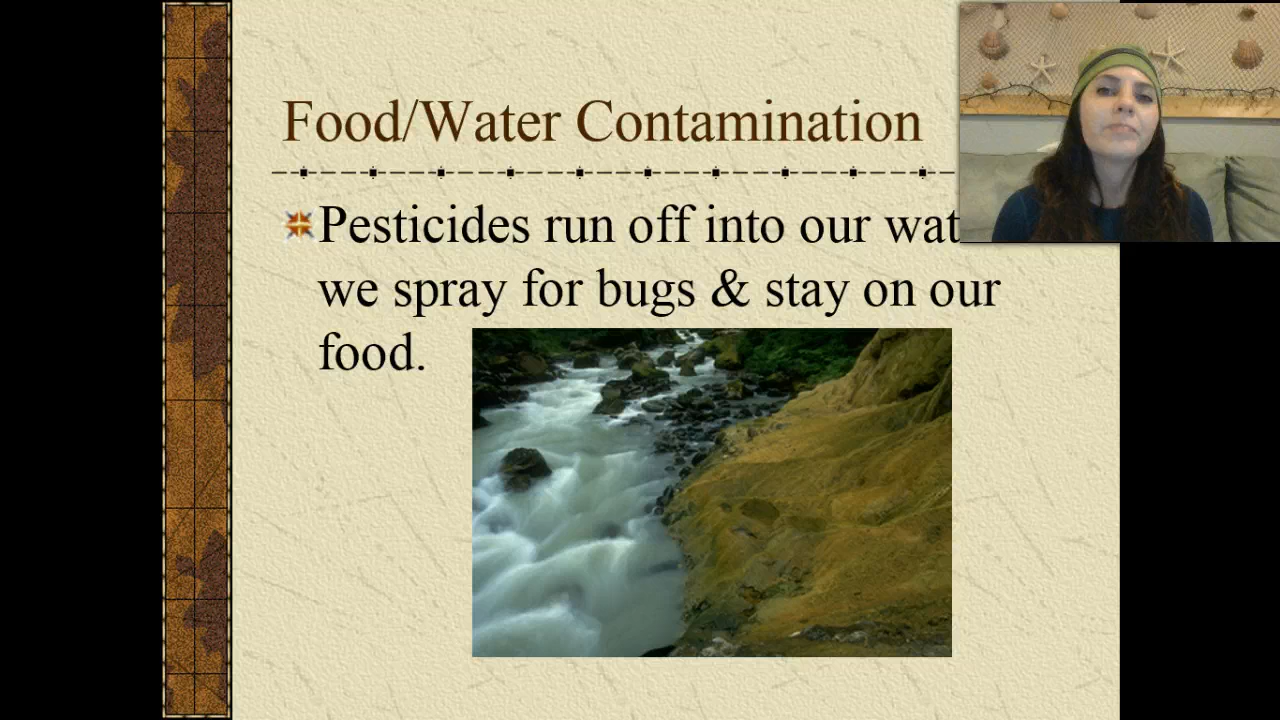 Food/Water Contamination
Pesticides run off into our wat
we spray for bugs & stay on our
food.